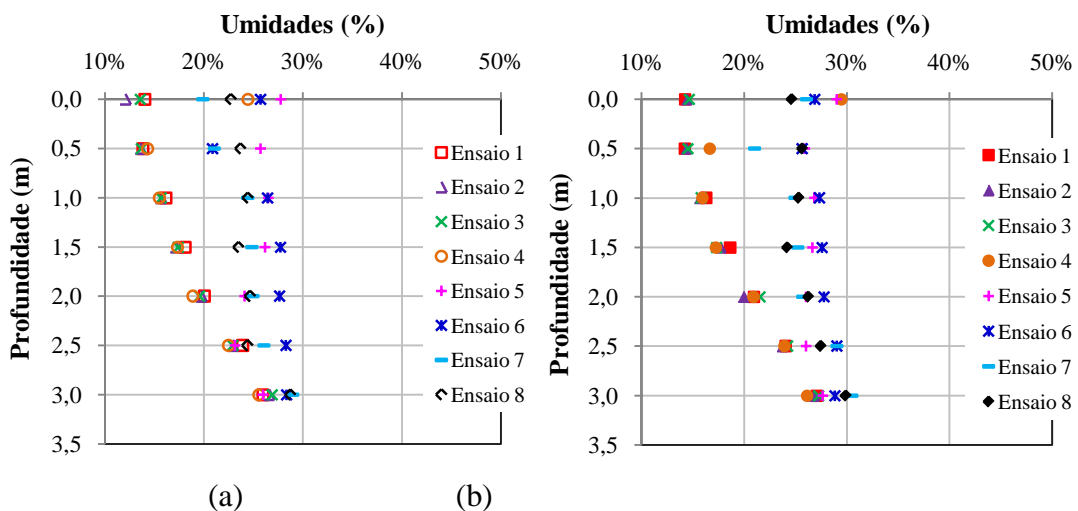 Umidades (%)
10% 20% 30% 40% 50%
Profundidade (m)
0,0
0,5
1,0
1,5
2,0
2,5
3,0
3,5
Ensaio 1
Ensaio 2
Ensaio 3
Ensaio 4
Ensaio 5
Ensaio 6
Ensaio 7
Ensaio 8
Umidades (%)
10% 20% 30% 40% 50%
Profundidade (m)
0,0
0,5
1,0
1,5
2,0
2,5
3,0
3,5
Ensaio 1
Ensaio 2
Ensaio 3
Ensaio 4
Ensaio 5
Ensaio 6
Ensaio 7
Ensaio 8
(a) (b)